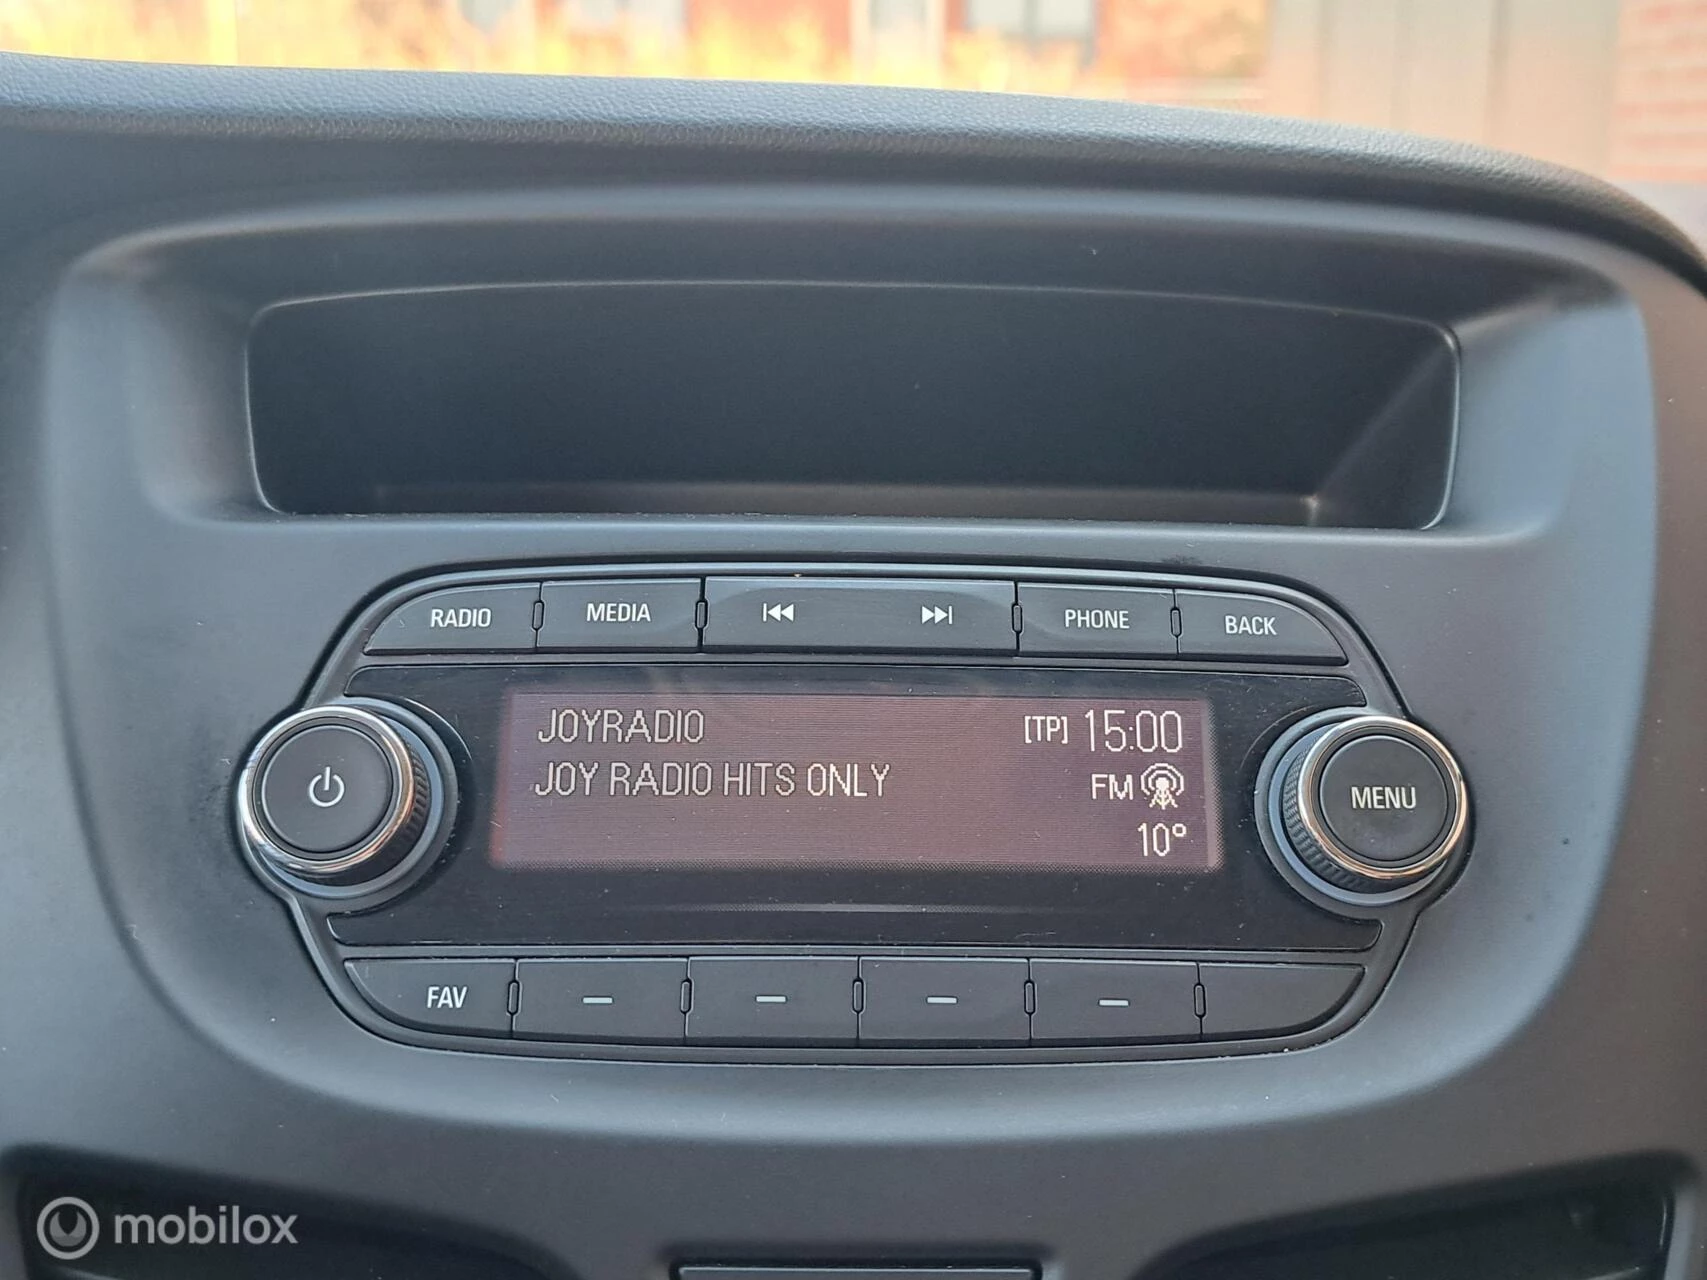 RADIO MEDIA PHONE BACK
JOYRADIO [TP] 15:00
JOY RADIO HITS ONLY FM
10°
MENU
FAV
mobilox